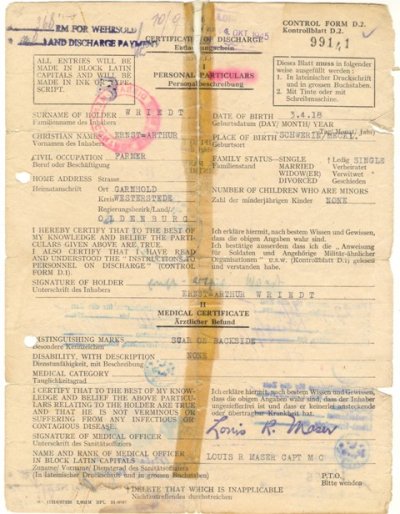 RM FOR WEHRSOLD
LAND DISCHARGE PAYMENT
CERTIFICATE OF DISCHARGE
Entlassungschein
4. OKT
CONTROL FORM D.2.
Kontrollblatt D.2.
ALL ENTRIES WILL BE
MADE IN BLOCK LATIN
CAPITALS AND WILL BE
MADE IN INK OR TYPE-
SCRIPT.
I
PERSONAL PARTICULARS
Personalbeschreibung
Dieses Blatt muss in folgender
weise ausgefüllt werden:
1. In lateinischer Druckschrift
und in grossen Buchstaben.
2. Mit Tinte oder mit
Schreibmaschine.
SURNAME OF HOLDER WRIEDT
Familienname des Inhabers
DATE OF BIRTH 3.4.18
Geburtsdatum (DAY/ MONTH/ YEAR
CHRISTIAN NAMES ERNST-ARTHUR
Vornamen des Inhabers
PLACE OF BIRTH
Geburtsort
CIVIL OCCUPATION FARMER
Beruf oder Beschäftigung
FAMILY STATUS—SINGLE † Ledig SINGLE
Familienstand MARRIED Verheiratet
WIDOW(ER) Verwitwet
DIVORCED Geschieden
HOME ADDRESS Strasse
Heimatanschrift Ort GARNHOLD
Kreis WESTERSTEDE
Regierungsbezirk/Land
OLDENBURG
NUMBER OF CHILDREN WHO ARE MINORS
Zahl der minderjährigen Kinder NONE
I HEREBY CERTIFY THAT TO THE BEST OF
MY KNOWLEDGE AND BELIEF THE PARTIC-
ULARS GIVEN ABOVE ARE TRUE.
I ALSO CERTIFY THAT I HAVE READ
AND UNDERSTOOD THE "INSTRUCTIONS TO
PERSONNEL ON DISCHARGE" (CONTROL
FORM D.1)
Ich erkläre hiermit, nach bestem Wissen und Gewissen,
dass die obigen Angaben wahr sind.
Ich bestätige ausserdem dass ich die „Anweisung
für Soldaten und Angehörige Militär-ähnlicher
Organisationen" u.s.w. (Kontrollblatt D.1) gelesen
und verstanden habe.
SIGNATURE OF HOLDER
Unterschrift des Inhabers
ERNST-ARTHUR WRIEDT
II
MEDICAL CERTIFICATE
Ärztlicher Befund
DISTINGUISHING MARKS SCAR ON BACKSIDE
Besondere Kennzeichen
DISABILITY, WITH DESCRIPTION NONE
Dienstunfähigkeit, mit Beschreibung
MEDICAL CATEGORY
Tauglichkeitsgrad
I CERTIFY THAT TO THE BEST OF MY KNOW-
LEDGE AND BELIEF THE ABOVE PARTICU-
LARS RELATING TO THE HOLDER ARE TRUE
AND THAT HE IS NOT VERMINOUS OR
SUFFERING FROM ANY INFECTIOUS OR
CONTAGIOUS DISEASE.
Ich erkläre hiermit, nach bestem Wissen und Gewissen,
dass die obigen Angaben wahr sind, dass der Inhaber
ungezieferfrei ist und dass er keinerlei ansteckende
oder übertragbare Krankheit hat.
SIGNATURE OF MEDICAL OFFICER Louis R. Maser
Unterschrift des Sanitätsoffiziers
NAME AND RANK OF MEDICAL OFFICER LOUIS R MASER CAPT MC
IN BLOCK LATIN CAPITALS
Zuname/ Vorname/ Dienstgrad des Sanitätsoffiziers
(In lateinischer Druckschrift und in grossen Buchstaben)
P.T.O.
Bitte wenden
† DELETE THAT WHICH IS INAPPLICABLE
Nichtzutreffendes durchstreichen